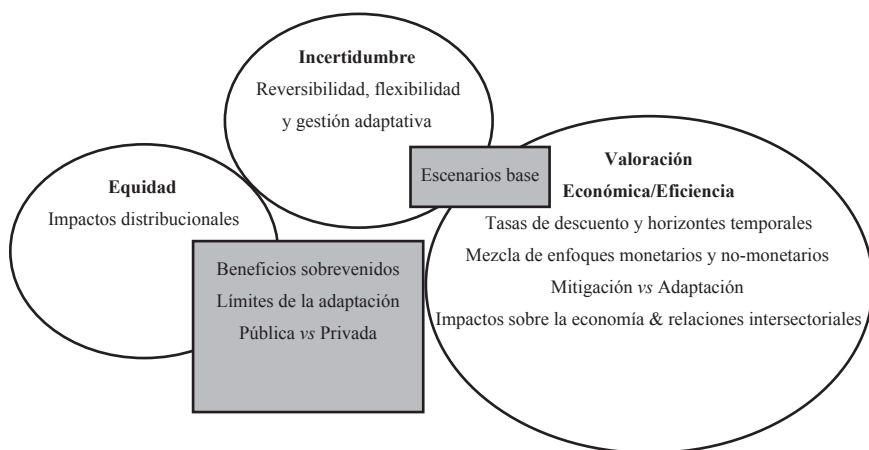 Incertidumbre
Reversibilidad, flexibilidad
y gestión adaptativa
Equidad
Impactos distribucionales
Escenarios base
Valoración
Económica/Eficiencia
Tasas de descuento y horizontes temporales
Mezcla de enfoques monetarios y no-monetarios
Mitigación vs Adaptación
Impactos sobre la economía & relaciones intersectoriales
Beneficios sobrevenidos
Límites de la adaptación
Pública vs Privada